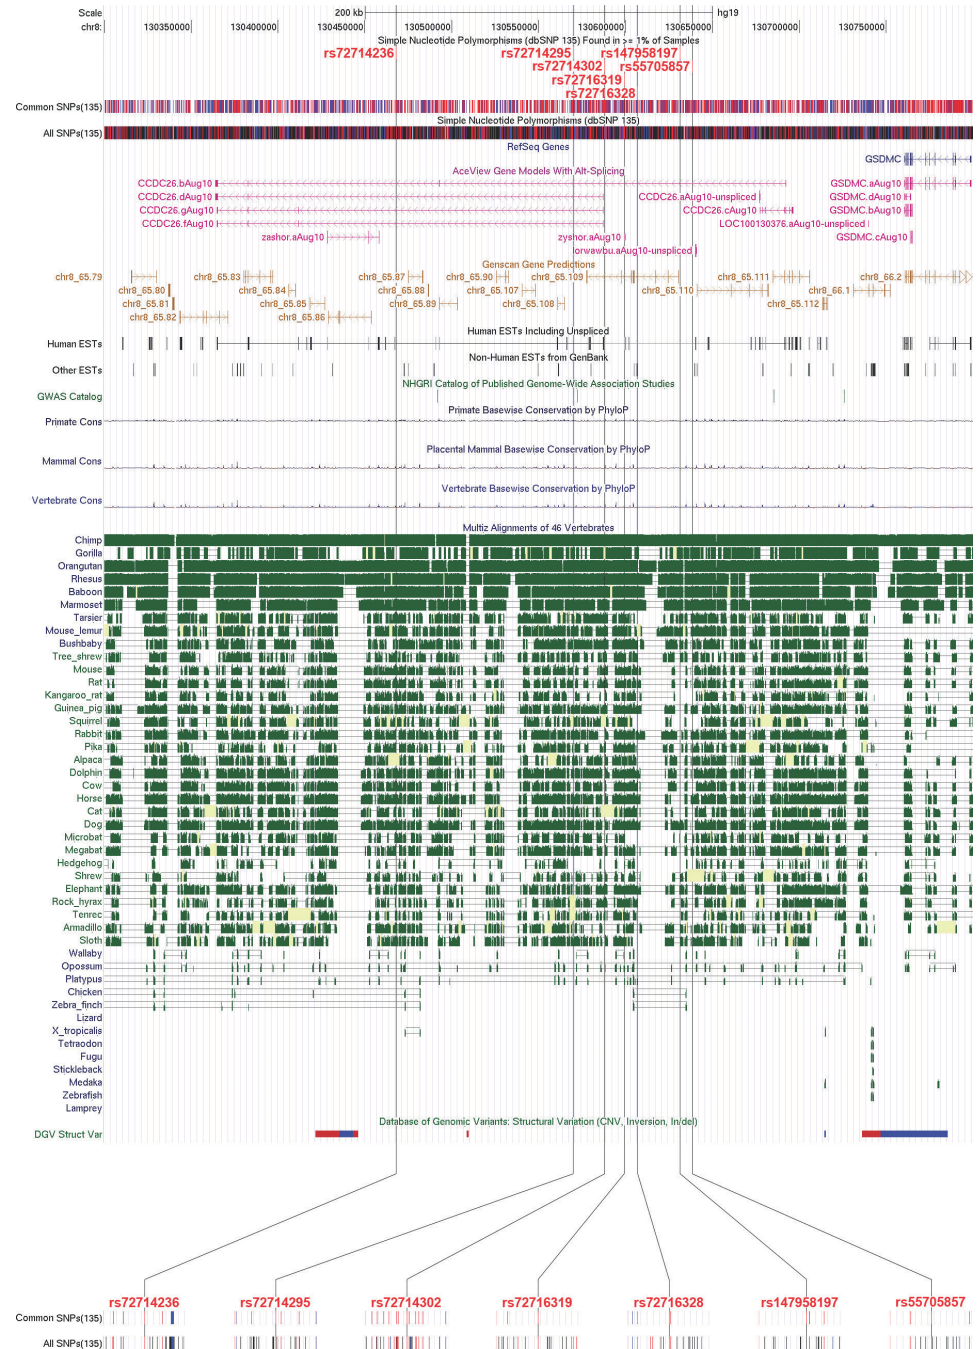 Scale 200 kb hg19
chr8: 130350000 130400000 130450000 130500000 130550000 130600000 130650000 130700000 130750000
Simple Nucleotide Polymorphisms (dbSNP 135) Found in >= 1% of Samples
rs72714236 rs72714295 rs147958197
rs72714302 rs55705857
rs72716319
rs72716328
Common SNPs(135)
Simple Nucleotide Polymorphisms (dbSNP 135)
All SNPs(135)
RefSeq Genes
GSDMC
AceView Gene Models With Alt-Splicing
CCDC26.bAug10 GSDMC.aAug10
CCDC26.dAug10 CCDC26.aAug10-unspliced GSDMC.dAug10
CCDC26.gAug10 CCDC26.cAug10 GSDMC.bAug10
CCDC26.fAug10 LOC100130376.aAug10-unspliced
zashor.aAug10 zyshor.aAug10 GSDMC.cAug10
orwawbu.aAug10-unspliced
Genscan Gene Predictions
chr8_65.79 chr8_65.83 chr8_65.87 chr8_65.90 chr8_65.109 chr8_65.111 chr8_66.2
chr8_65.80 chr8_65.84 chr8_65.88 chr8_65.107 chr8_65.110 chr8_66.1
chr8_65.81 chr8_65.85 chr8_65.89 chr8_65.108 chr8_65.112
chr8_65.82 chr8_65.86
Human ESTs Including Unspliced
Human ESTs
Non-Human ESTs from GenBank
Other ESTs
NHGRI Catalog of Published Genome-Wide Association Studies
GWAS Catalog
Primate Basewise Conservation by PhyloP
Primate Cons
Placental Mammal Basewise Conservation by PhyloP
Mammal Cons
Vertebrate Basewise Conservation by PhyloP
Vertebrate Cons
Multiz Alignments of 46 Vertebrates
Chimp
Gorilla
Orangutan
Rhesus
Baboon
Marmoset
Tarsier
Mouse_lemur
Bushbaby
Tree_shrew
Mouse
Rat
Kangaroo_rat
Guinea_pig
Squirrel
Rabbit
Pika
Alpaca
Dolphin
Cow
Horse
Cat
Dog
Microbat
Megabat
Hedgehog
Shrew
Elephant
Rock_hyrax
Tenrec
Armadillo
Sloth
Wallaby
Opossum
Platypus
Chicken
Zebra_finch
Lizard
X_tropicalis
Tetraodon
Fugu
Stickleback
Medaka
Zebrafish
Lamprey
Database of Genomic Variants: Structural Variation (CNV, Inversion, In/del)
DGV Struct Var
rs72714236 rs72714295 rs72714302 rs72716319 rs72716328 rs147958197 rs55705857
Common SNPs(135)
All SNPs(135)